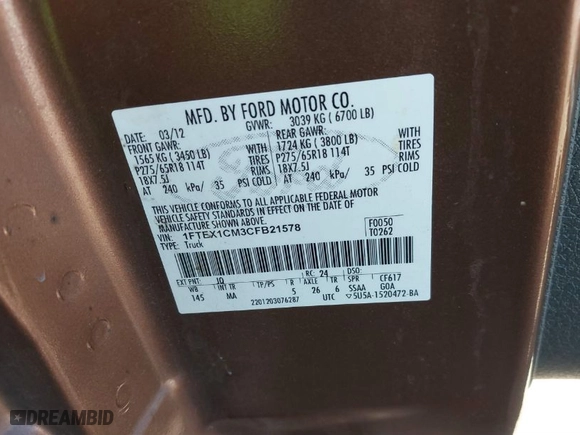 MFD. BY FORD MOTOR CO.
DATE: 03/12 GVWR: 3039 KG ( 6700 LB)
FRONT GAWR: REAR GAWR:
1565 KG ( 3450 LB) WITH 1724 KG ( 3800 LB) WITH
P275/65R18 114T TIRES P275/65R18 114T TIRES
18X7.5J RIMS 18X7.5J RIMS
AT 240 kPa/ 35 PSI COLD AT 240 kPa/ 35 PSI COLD
THIS VEHICLE CONFORMS TO ALL APPLICABLE FEDERAL MOTOR
VEHICLE SAFETY STANDARDS IN EFFECT ON THE DATE OF
MANUFACTURE SHOWN ABOVE.
VIN: 1FTEX1CM3CFB21578 F0050
TYPE: Truck T0262
EXT PNT: JQ RC: 24 DSO:
WB INT TR TP/PS R AXLE TR SPR CF617
145 MA 5 26 6 SSAA GOA
2201203076287 UTC ▽5U5A-1520472-BA
DREAMBID